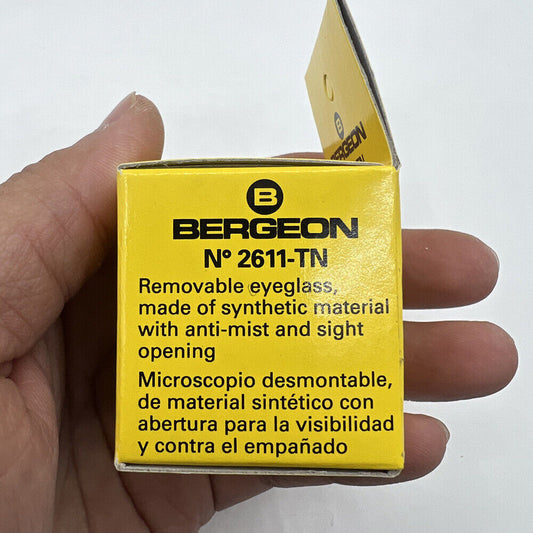 B
BERGEON
B
BERGEON
N° 2611-TN
Removable eyeglass,
made of synthetic material
with anti-mist and sight
opening
Microscopio desmontable,
de material sintético con
abertura para la visibilidad
y contra el empañado